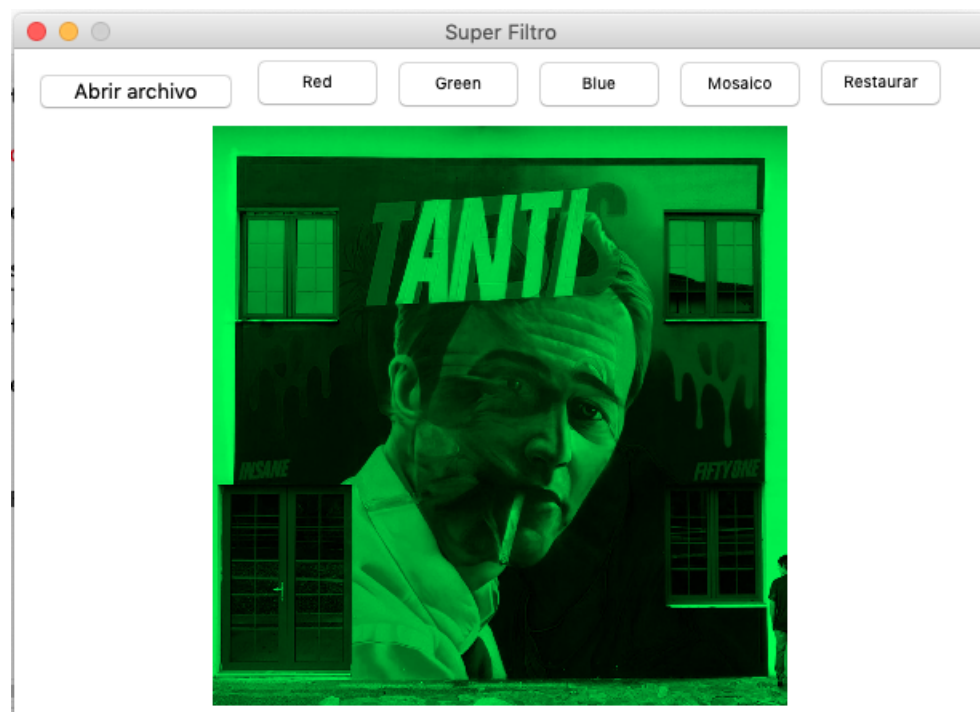 Super Filtro
Abrir archivo
Red
Green
Blue
Mosaico
Restaurar
TANTI
INSANE
FIFTY ONE